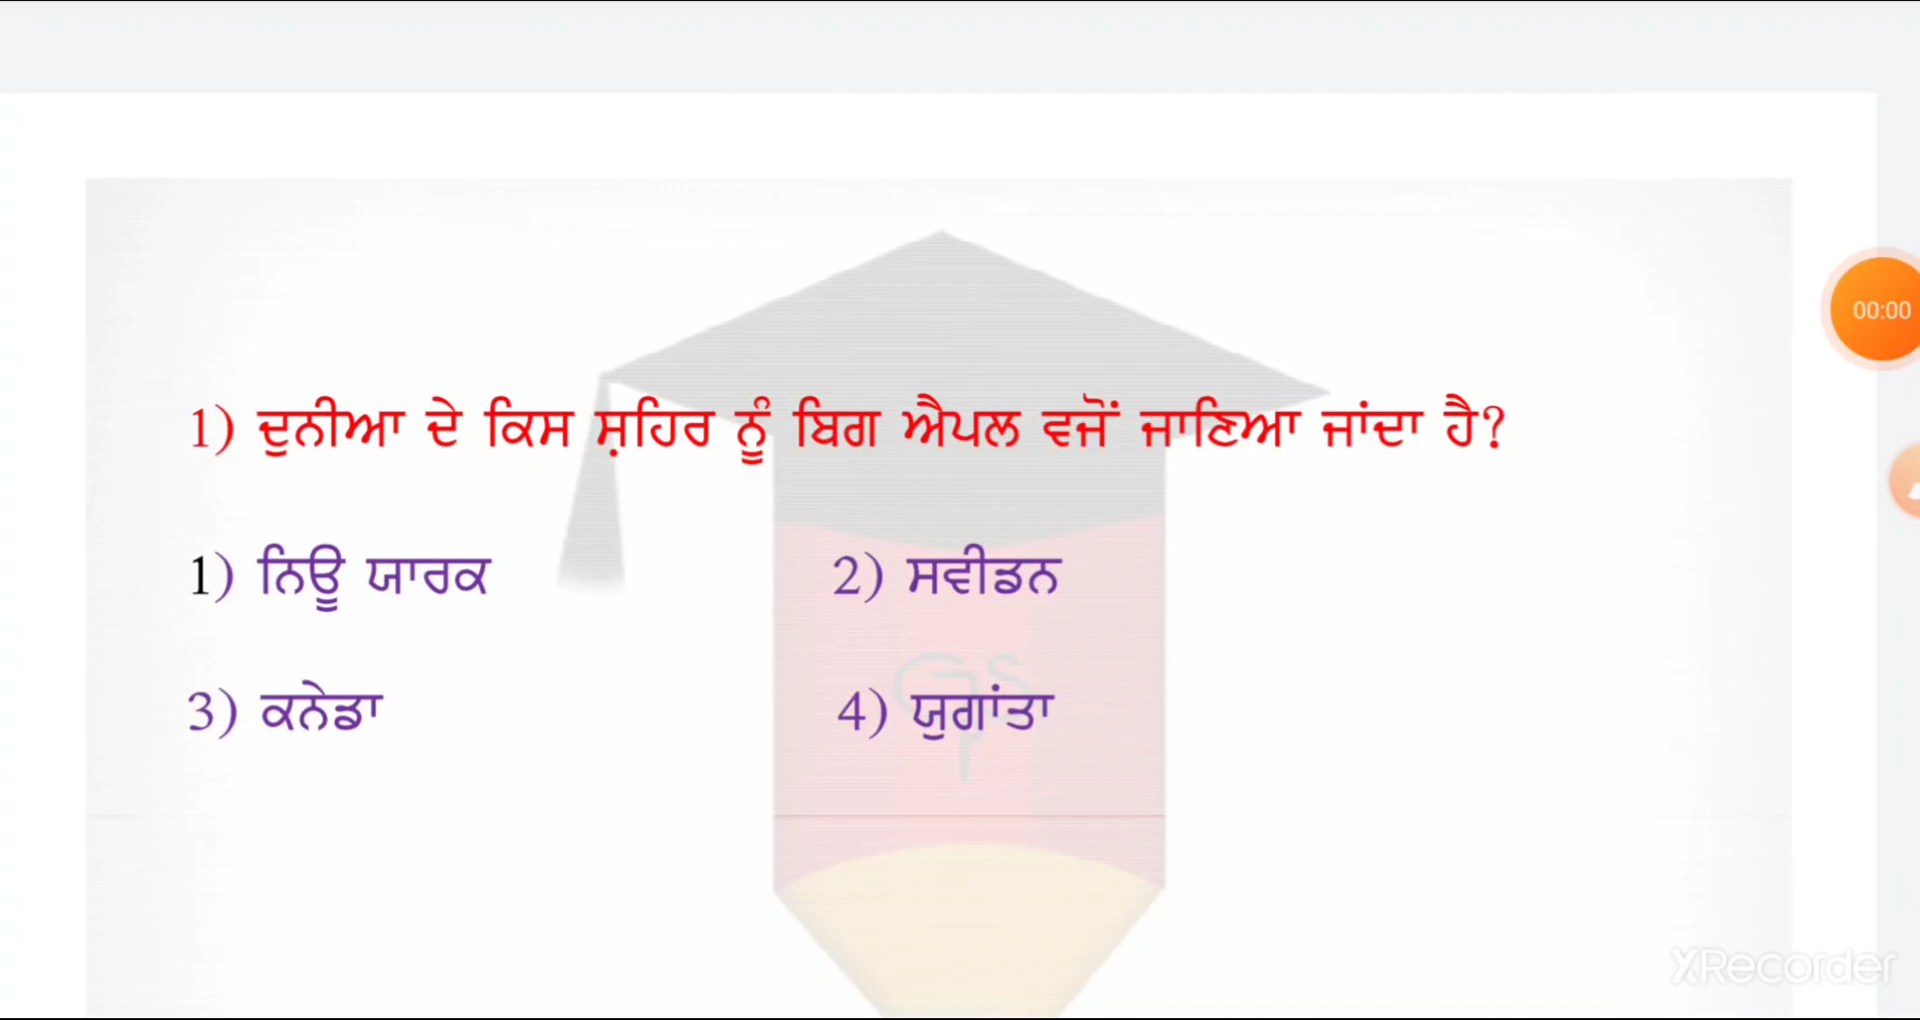 00:00
1) ਦੁਨੀਆ ਦੇ ਕਿਸ ਸ਼ਹਿਰ ਨੂੰ ਬਿਗ ਐਪਲ ਵਜੋਂ ਜਾਣਿਆ ਜਾਂਦਾ ਹੈ?
1) ਨਿਊ ਯਾਰਕ 2) ਸਵੀਡਨ
3) ਕਨੇਡਾ 4) ਯੁਗਾਂਤਾ
XRecorder